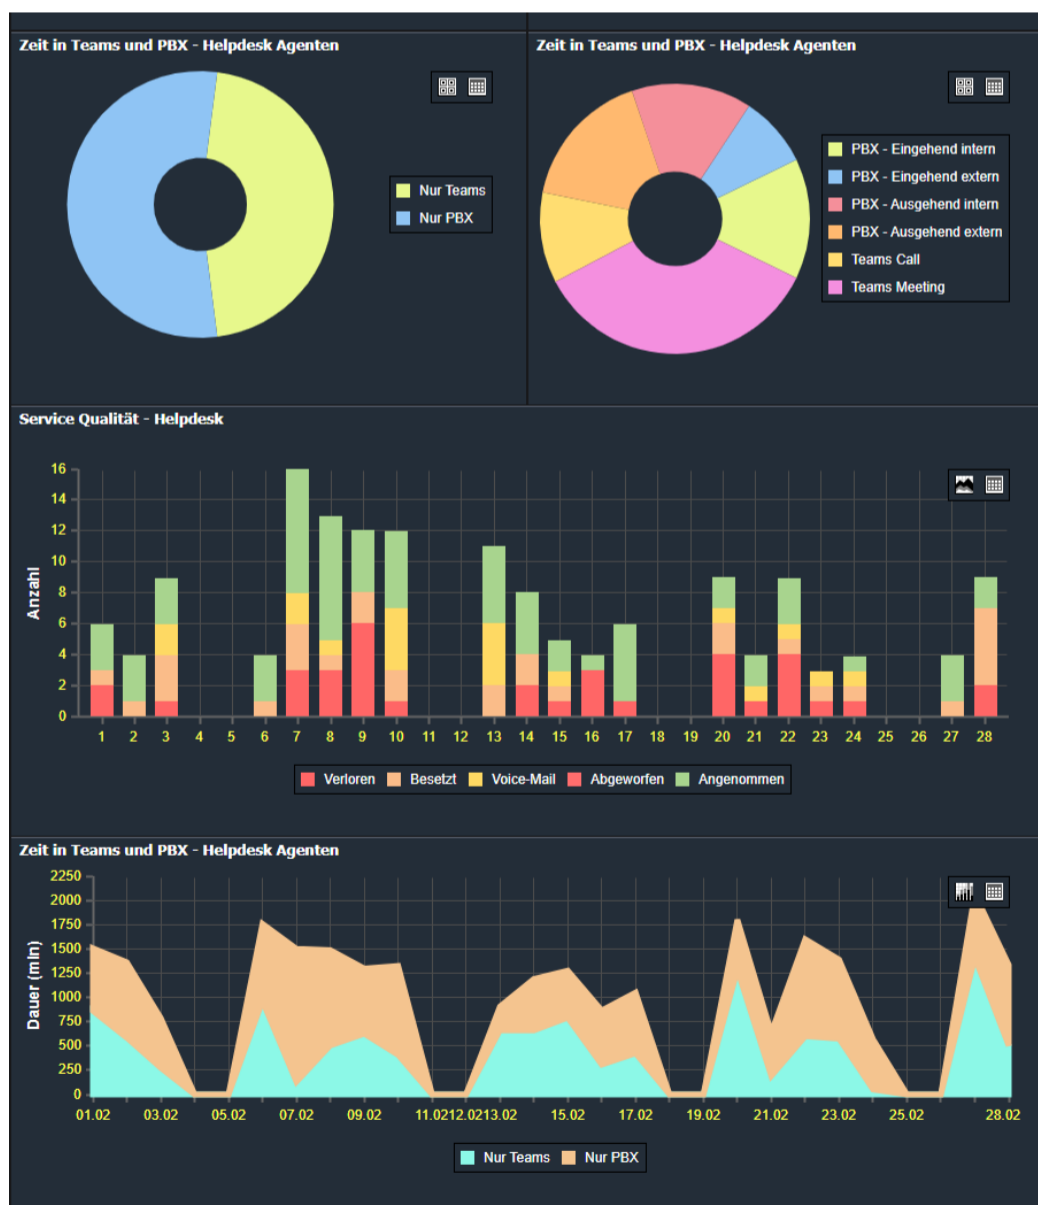 Zeit in Teams und PBX - Helpdesk Agenten
Nur Teams
Nur PBX
Zeit in Teams und PBX - Helpdesk Agenten
PBX - Eingehend intern
PBX - Eingehend extern
PBX - Ausgehend intern
PBX - Ausgehend extern
Teams Call
Teams Meeting
Service Qualität - Helpdesk
Anzahl
16
14
12
10
8
6
4
2
0
1 2 3 4 5 6 7 8 9 10 11 12 13 14 15 16 17 18 19 20 21 22 23 24 25 26 27 28
Verloren Besetzt Voice-Mail Abgeworfen Angenommen
Zeit in Teams und PBX - Helpdesk Agenten
Dauer (min)
2250
2000
1750
1500
1250
1000
750
500
250
0
01.02 03.02 05.02 07.02 09.02 11.02 12.02 13.02 15.02 17.02 19.02 21.02 23.02 25.02 28.02
Nur Teams Nur PBX